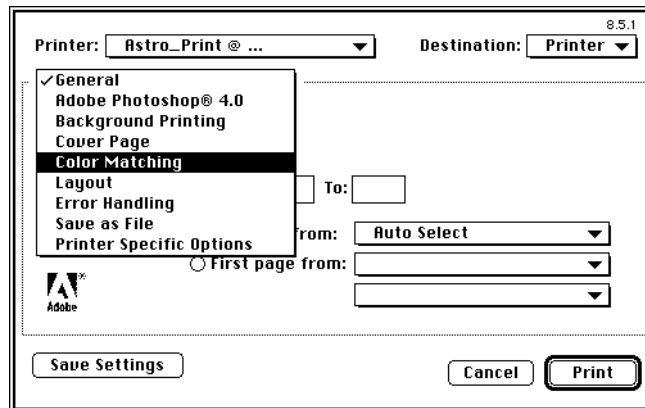 8.5.1
Printer: Astro_Print @ ... Destination: Printer
✓General
Adobe Photoshop® 4.0
Background Printing
Cover Page
Color Matching
Layout
To:
Error Handling
Save as File
from: Auto Select
Printer Specific Options
First page from:
Adobe
Save Settings
Cancel Print